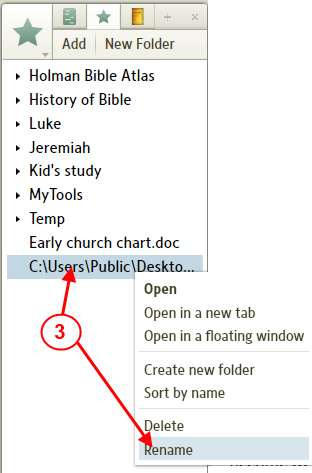 Add New Folder
Holman Bible Atlas
History of Bible
Luke
Jeremiah
Kid's study
MyTools
Temp
Early church chart.doc
C:\Users\Public\Deskto...
Open
Open in a new tab
Open in a floating window
3
Create new folder
Sort by name
Delete
Rename